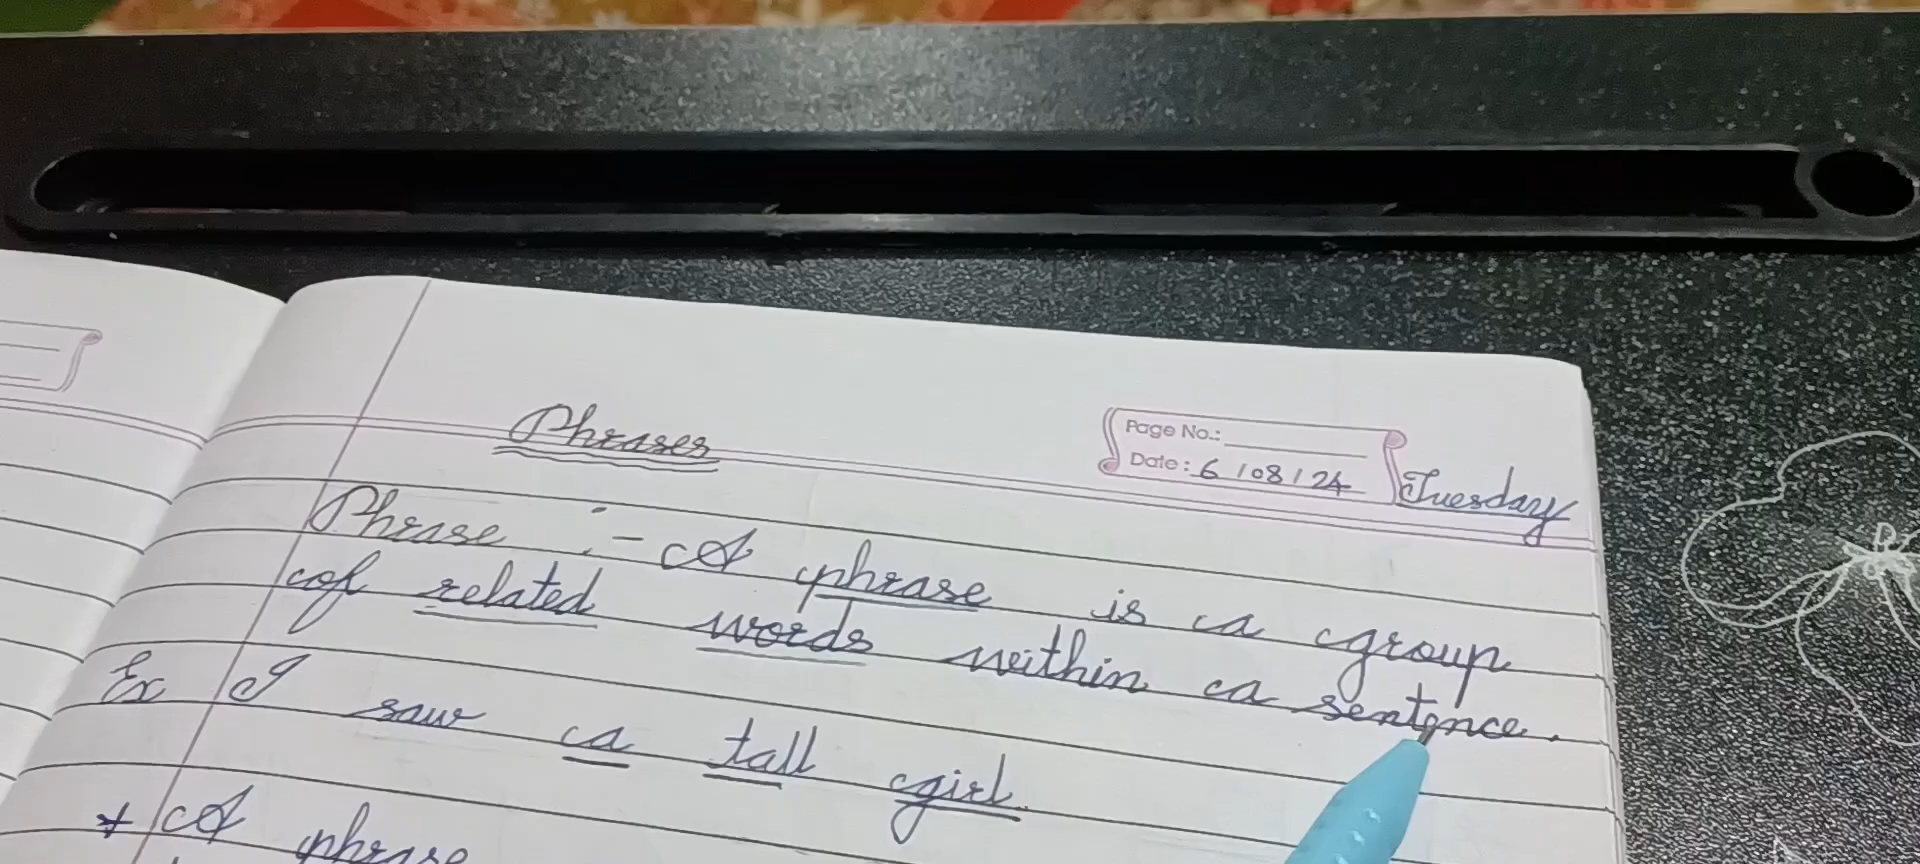 Phrases
Page No.:
Date: 6/08/24 Tuesday
Phrase :- A phrase is a group
of related words within a sentence.
Ex I saw a tall girl.
* A phrase